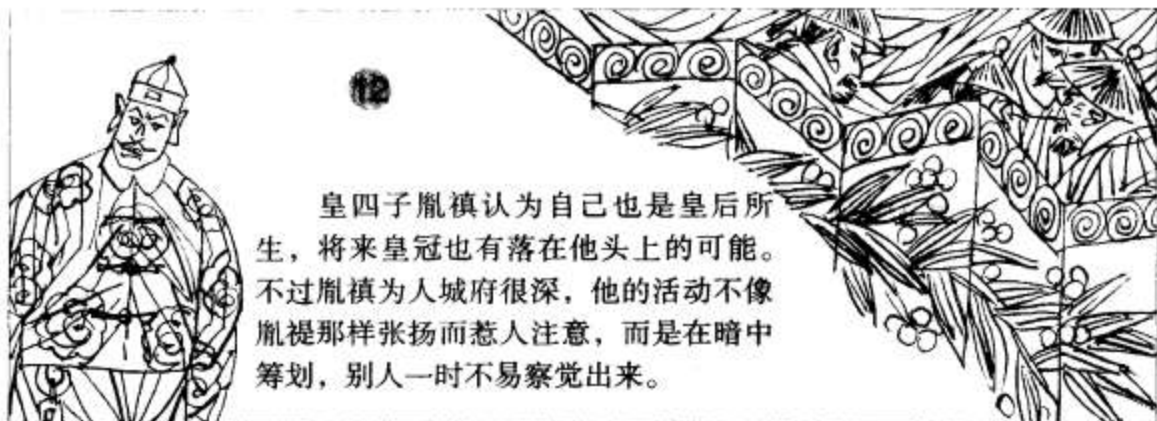 12
皇四子胤禛认为自己也是皇后所
生，将来皇冠也有落在他头上的可能。
不过胤禛为人城府很深，他的活动不像
胤禔那样张扬而惹人注意，而是在暗中
筹划，别人一时不易察觉出来。